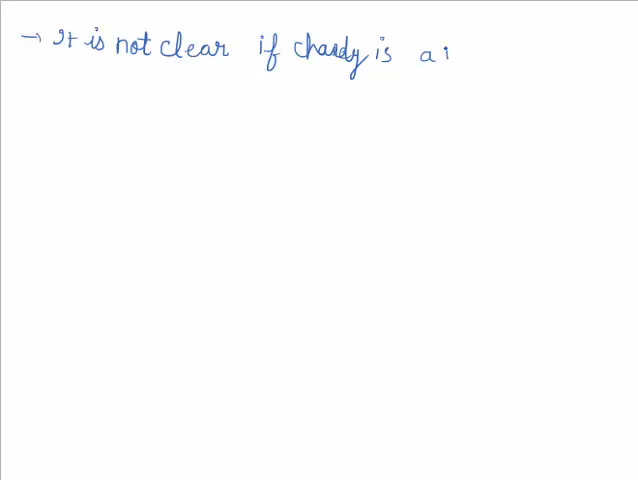 → It is not clear if chardy is a i